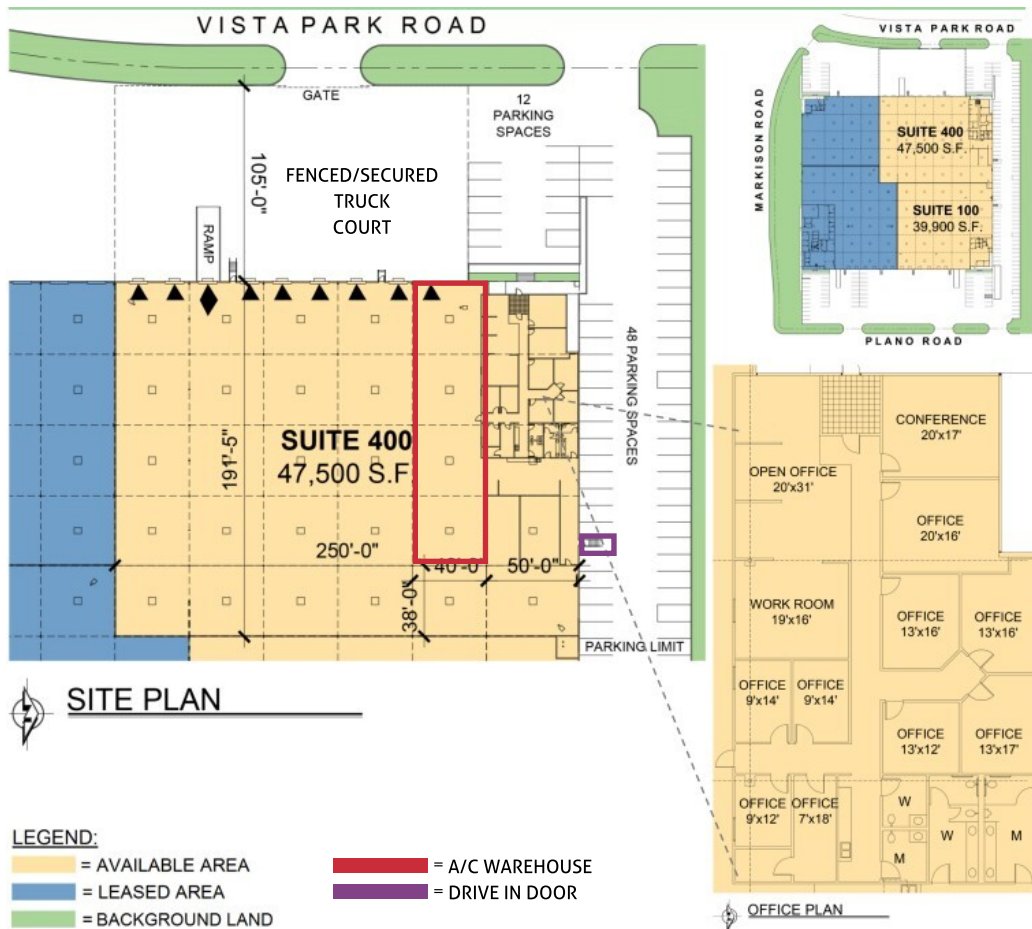 VISTA PARK ROAD
GATE
12
PARKING
SPACES
105'-0"
FENCED/SECURED
TRUCK
COURT
RAMP
48 PARKING SPACES
SUITE 400
47,500 S.F.
191'-5"
250'-0"
40'-0"
50'-0"
38'-0"
PARKING LIMIT
SITE PLAN
LEGEND:
= AVAILABLE AREA
= LEASED AREA
= BACKGROUND LAND
= A/C WAREHOUSE
= DRIVE IN DOOR
VISTA PARK ROAD
MARKISON ROAD
SUITE 400
47,500 S.F.
SUITE 100
39,900 S.F.
PLANO ROAD
CONFERENCE
20'x17'
OPEN OFFICE
20'x31'
OFFICE
20'x16'
WORK ROOM
19'x16'
OFFICE
13'x16'
OFFICE
13'x16'
OFFICE
9'x14'
OFFICE
9'x14'
OFFICE
13'x12'
OFFICE
13'x17'
OFFICE
9'x12'
OFFICE
7'x18'
W
W
M
M
OFFICE PLAN